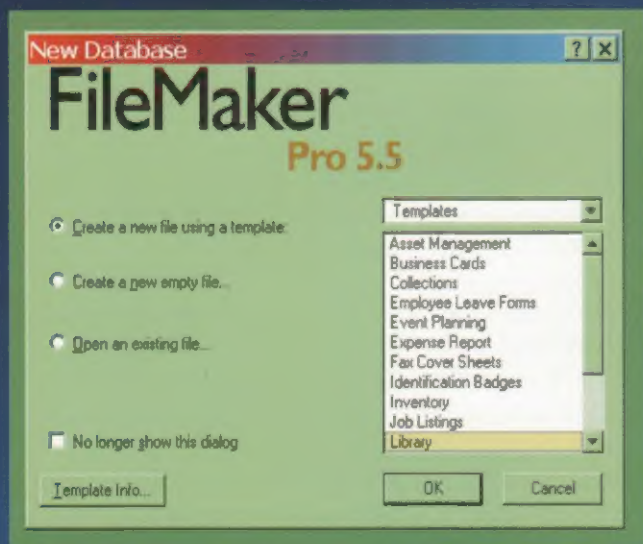 New Database
FileMaker
Pro 5.5
Create a new file using a template:
Templates
Asset Management
Business Cards
Collections
Employee Leave Forms
Event Planning
Expense Report
Fax Cover Sheets
Identification Badges
Inventory
Job Listings
Library
Create a new empty file...
Open an existing file...
No longer show this dialog
Template Info...
OK
Cancel